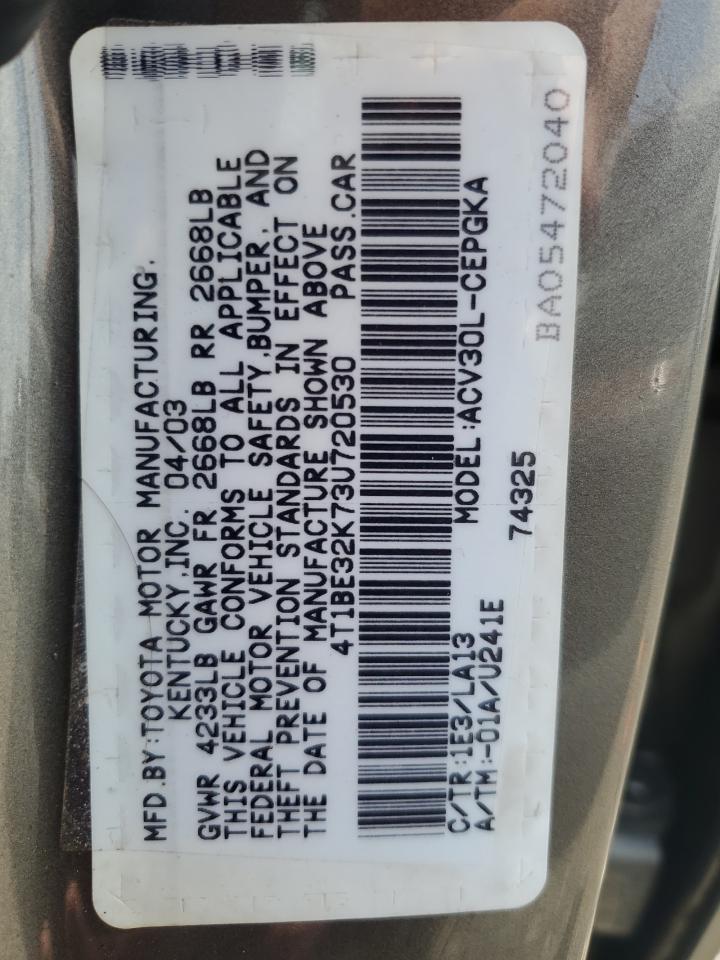 MFD.BY:TOYOTA MOTOR MANUFACTURING.
KENTUCKY,INC. 04/03
GVWR 4233LB GAWR FR 2668LB RR 2668LB
THIS VEHICLE CONFORMS TO ALL APPLICABLE
FEDERAL MOTOR VEHICLE SAFETY,BUMPER, AND
THEFT PREVENTION STANDARDS IN EFFECT ON
THE DATE OF MANUFACTURE SHOWN ABOVE
4T1BE32K73U720530 PASS.CAR
C/TR:1E3/LA13 MODEL:ACV30L-CEPGKA
A/TM:-01A/U241E
74325
BA05472040